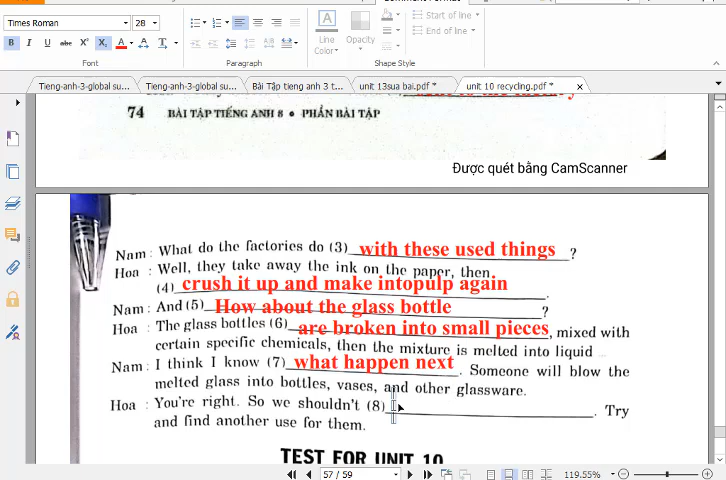 Times Roman 28
Start of line
End of line
B I U abc X² X₂ A A T
Line Color
Opacity
Font
Paragraph
Shape Style
Tieng-anh-3-global su...
Tieng-anh-3-global su...
Bài Tập tieng anh 3 t...
unit 13sua bai.pdf *
unit 10 recycling.pdf *
74 BÀI TẬP TIẾNG ANH 8 • PHẦN BÀI TẬP
Được quét bằng CamScanner
Nam : What do the factories do (3) with these used things ?
Hoa : Well, they take away the ink on the paper, then
(4) crush it up and make intopulp again .
Nam : And (5) How about the glass bottle ?
Hoa : The glass bottles (6) are broken into small pieces, mixed with
certain specific chemicals, then the mixture is melted into liquid
Nam : I think I know (7) what happen next . Someone will blow the
melted glass into bottles, vases, and other glassware.
Hoa : You're right. So we shouldn't (8) . Try
and find another use for them.
TEST FOR UNIT 10
57 / 59
119.55%